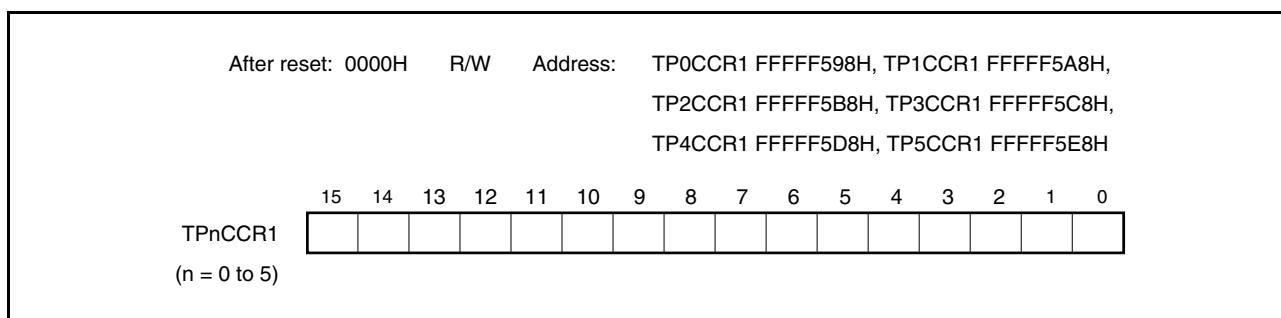 After reset: 0000H R/W Address: TP0CCR1 FFFFF598H, TP1CCR1 FFFFF5A8H,
TP2CCR1 FFFFF5B8H, TP3CCR1 FFFFF5C8H,
TP4CCR1 FFFFF5D8H, TP5CCR1 FFFFF5E8H
15 14 13 12 11 10 9 8 7 6 5 4 3 2 1 0
TPnCCR1
(n = 0 to 5)